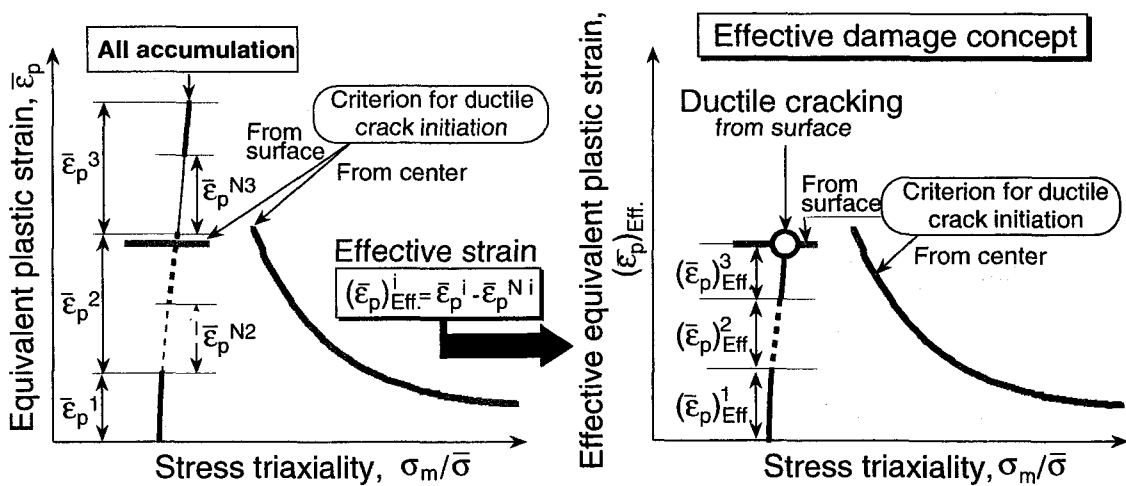 All accumulation
Equivalent plastic strain, ε̄p
ε̄p³
ε̄p²
ε̄p¹
ε̄pᴺ³
ε̄pᴺ²
From
surface
Criterion for ductile
crack initiation
From center
Effective strain
(ε̄p)ⁱEff. = ε̄pⁱ - ε̄pᴺⁱ
Stress triaxiality, σm/σ̄
Effective damage concept
Effective equivalent plastic strain,
(ε̄p)Eff.
Ductile cracking
from surface
From
surface
Criterion for ductile
crack initiation
From center
(ε̄p)³Eff.
(ε̄p)²Eff.
(ε̄p)¹Eff.
Stress triaxiality, σm/σ̄